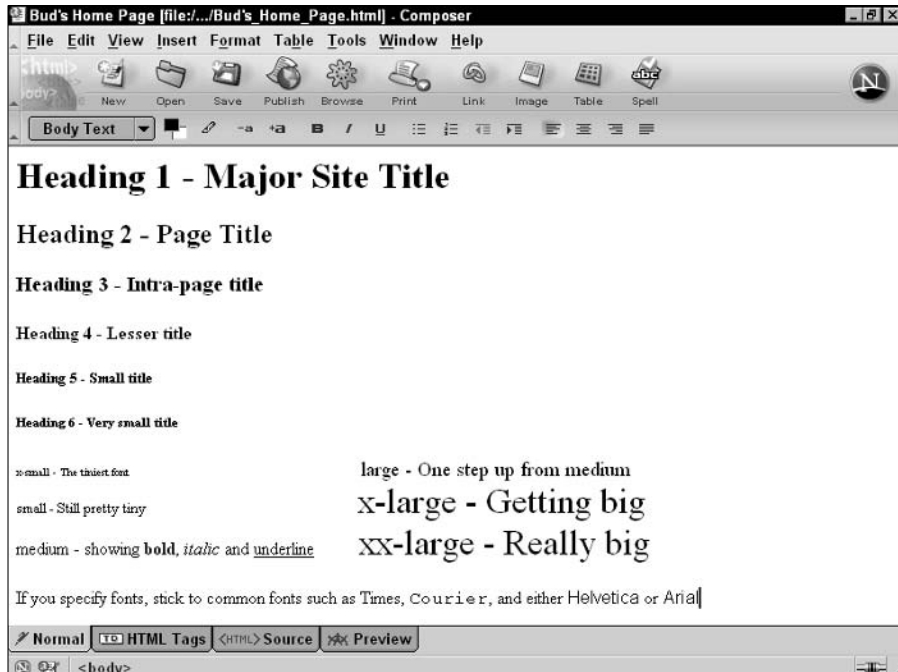 Bud's Home Page [file:/.../Bud's_Home_Page.html] - Composer
File Edit View Insert Format Table Tools Window Help
New Open Save Publish Browse Print Link Image Table Spell
N
Body Text -a +a B I U
Heading 1 - Major Site Title
Heading 2 - Page Title
Heading 3 - Intra-page title
Heading 4 - Lesser title
Heading 5 - Small title
Heading 6 - Very small title
x-small - The tiniest font
large - One step up from medium
small - Still pretty tiny
x-large - Getting big
medium - showing bold, italic and underline
xx-large - Really big
If you specify fonts, stick to common fonts such as Times, Courier, and either Helvetica or Arial
Normal TD HTML Tags <HTML> Source Preview
<body>